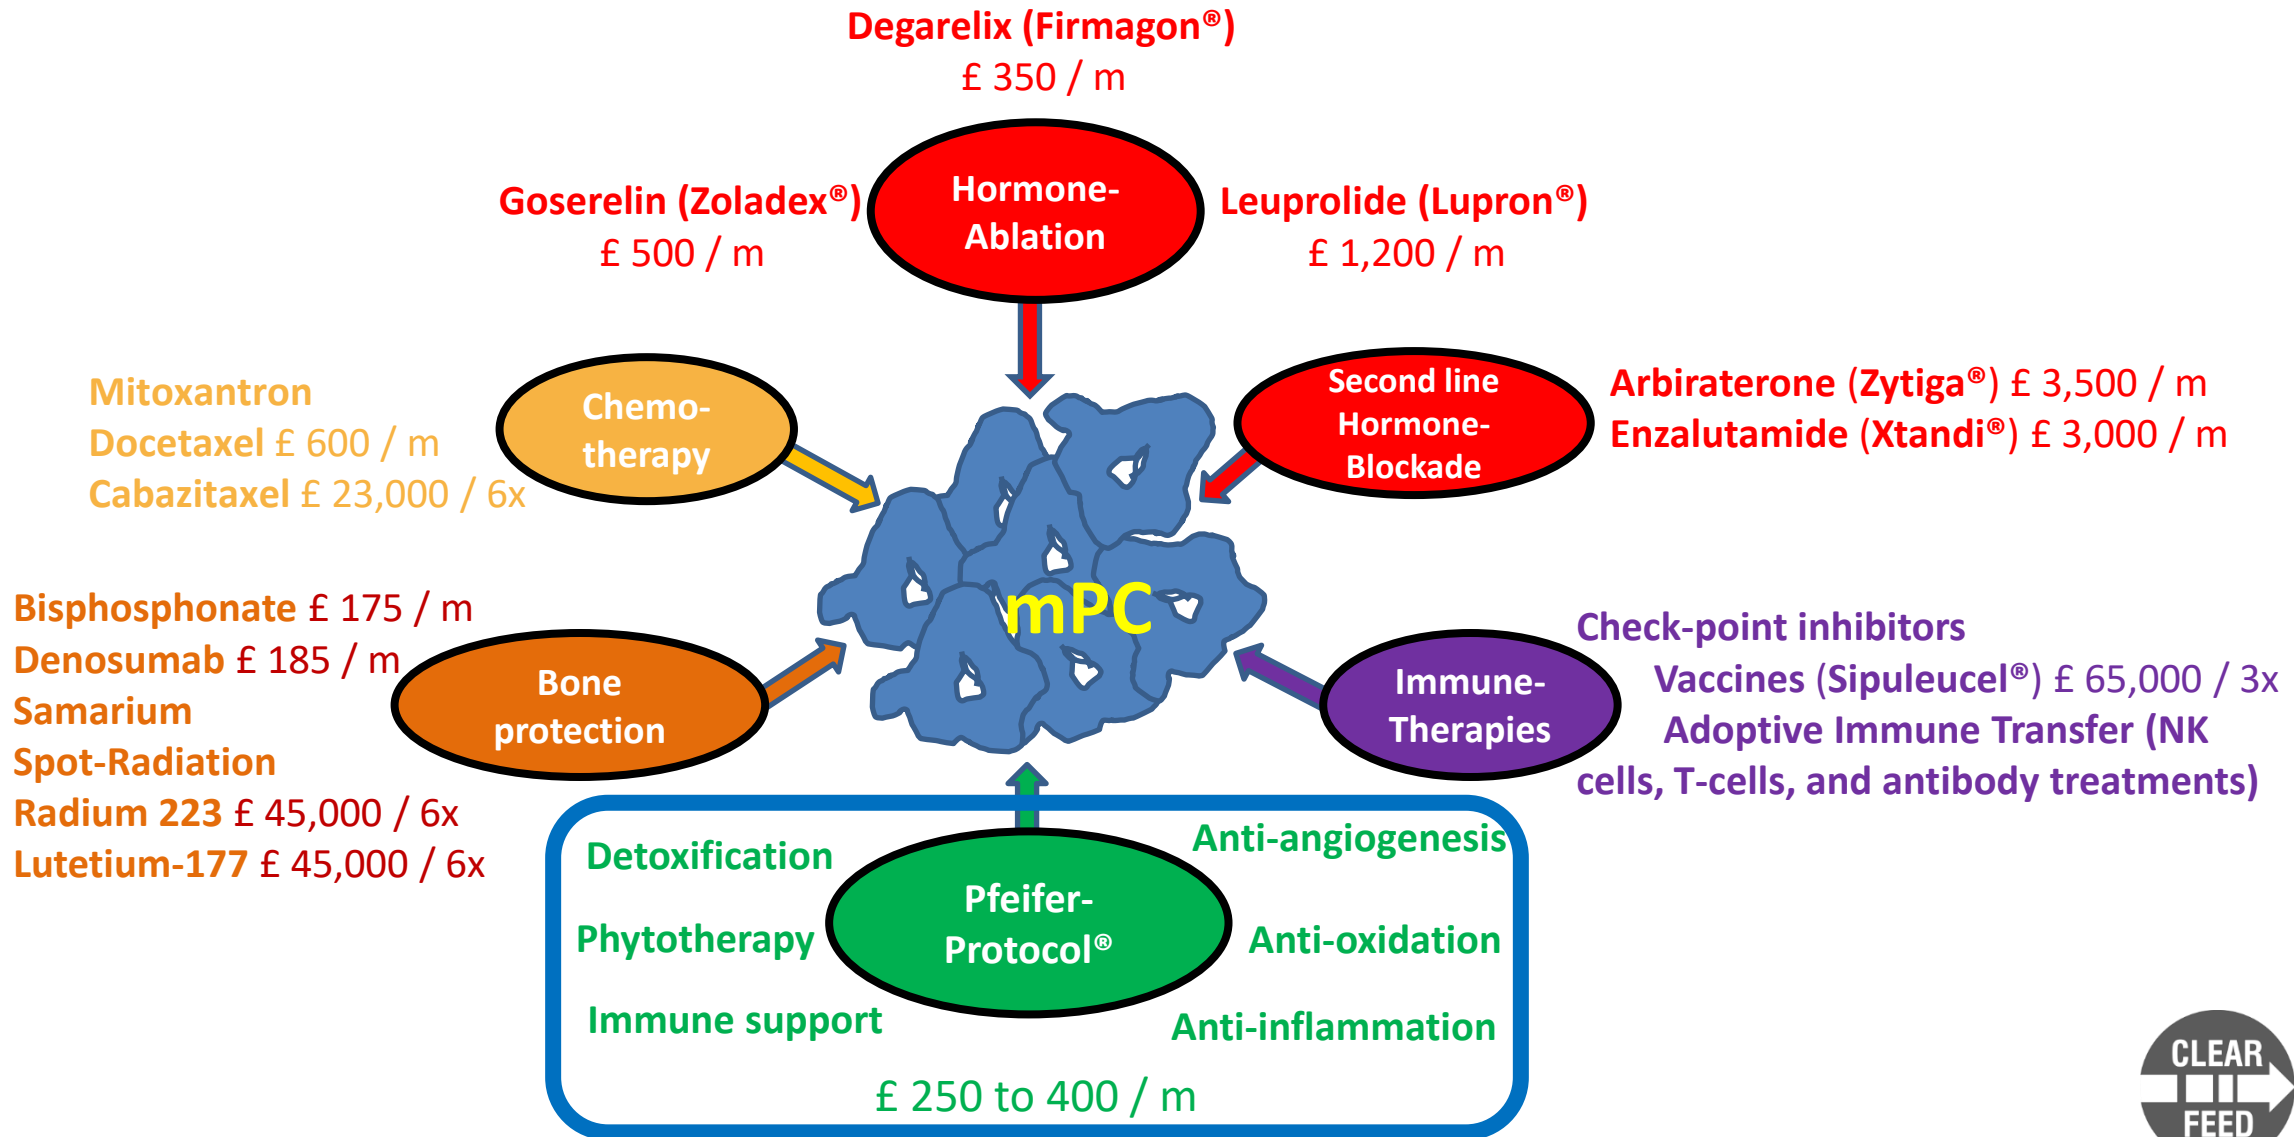 Degarelix (Firmagon®)
£ 350 / m
Goserelin (Zoladex®)
£ 500 / m
Hormone-
Ablation
Leuprolide (Lupron®)
£ 1,200 / m
Mitoxantron
Docetaxel £ 600 / m
Cabazitaxel £ 23,000 / 6x
Chemo-
therapy
Second line
Hormone-
Blockade
Arbiraterone (Zytiga®) £ 3,500 / m
Enzalutamide (Xtandi®) £ 3,000 / m
mPC
Bisphosphonate £ 175 / m
Denosumab £ 185 / m
Samarium
Spot-Radiation
Radium 223 £ 45,000 / 6x
Lutetium-177 £ 45,000 / 6x
Bone
protection
Immune-
Therapies
Check-point inhibitors
Vaccines (Sipuleucel®) £ 65,000 / 3x
Adoptive Immune Transfer (NK
cells, T-cells, and antibody treatments)
Detoxification
Phytotherapy
Immune support
Pfeifer-
Protocol®
Anti-angiogenesis
Anti-oxidation
Anti-inflammation
£ 250 to 400 / m
CLEAR
FEED